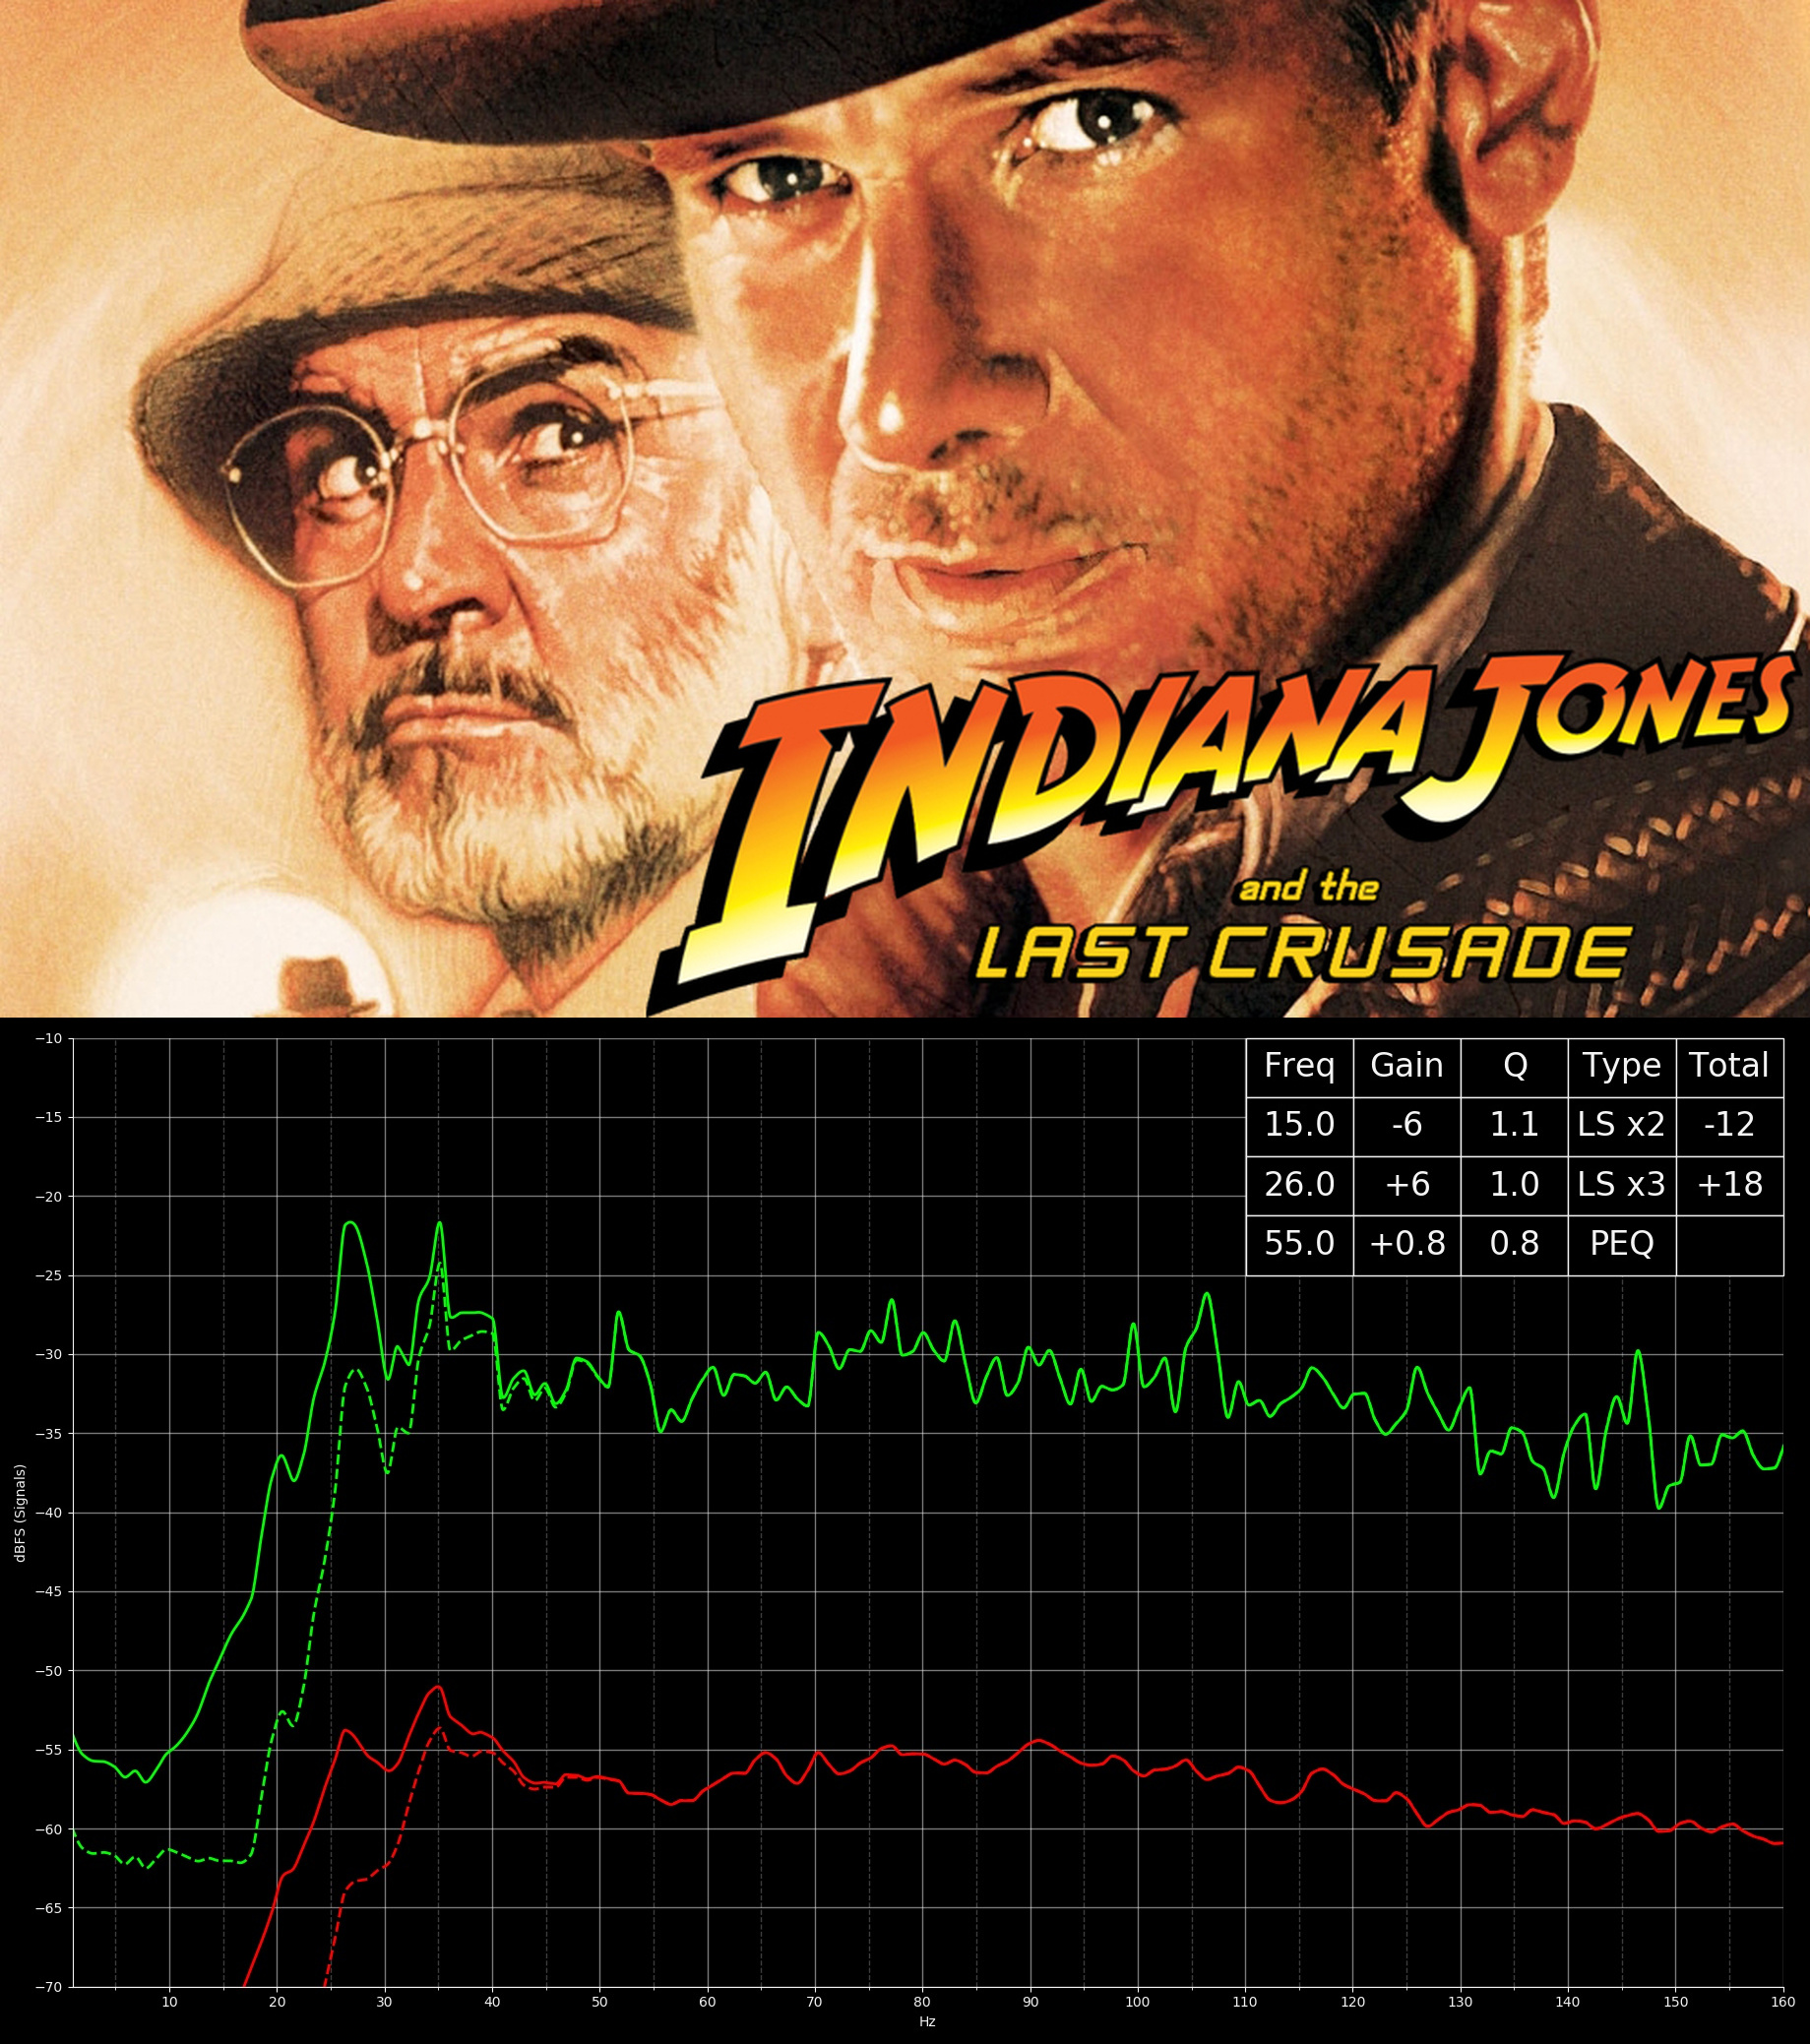 INDIANA JONES
and the
LAST CRUSADE
Freq Gain Q Type Total
15.0 -6 1.1 LS x2 -12
26.0 +6 1.0 LS x3 +18
55.0 +0.8 0.8 PEQ
−10
−15
−20
−25
−30
−35
−40
−45
−50
−55
−60
−65
−70
dBFS (Signals)
10 20 30 40 50 60 70 80 90 100 110 120 130 140 150 160
Hz